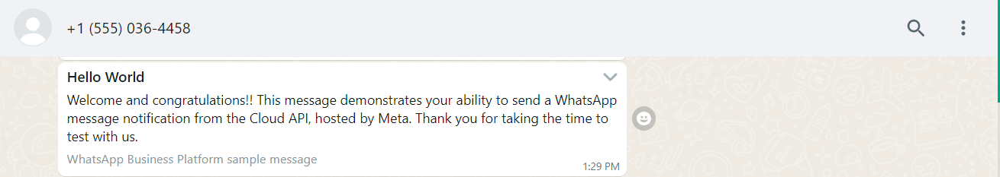 +1 (555) 036-4458
Hello World
Welcome and congratulations!! This message demonstrates your ability to send a WhatsApp
message notification from the Cloud API, hosted by Meta. Thank you for taking the time to
test with us.
WhatsApp Business Platform sample message
1:29 PM